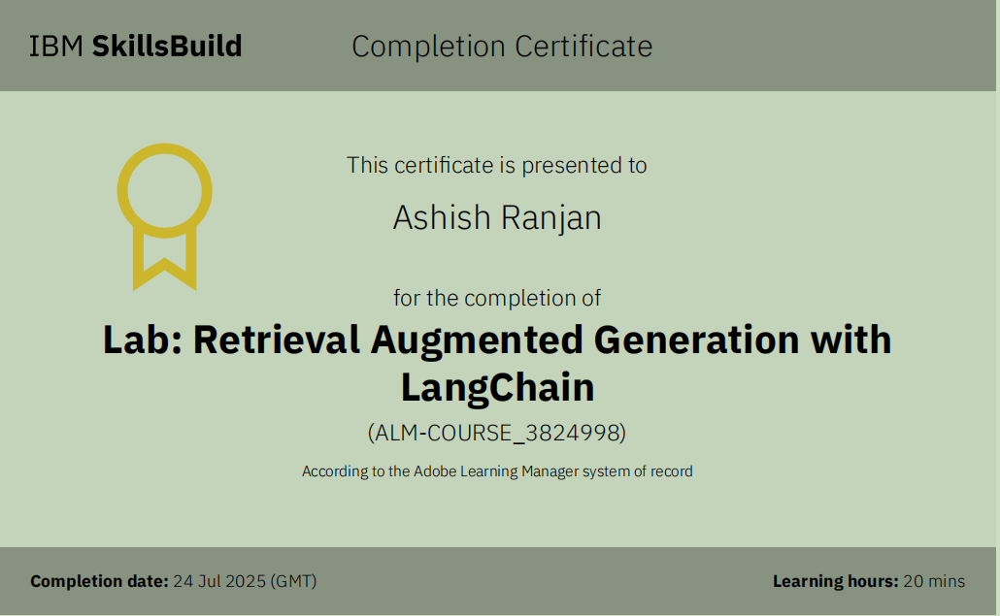 IBM SkillsBuild
Completion Certificate
This certificate is presented to
Ashish Ranjan
for the completion of
Lab: Retrieval Augmented Generation with
LangChain
(ALM-COURSE_3824998)
According to the Adobe Learning Manager system of record
Completion date: 24 Jul 2025 (GMT)
Learning hours: 20 mins